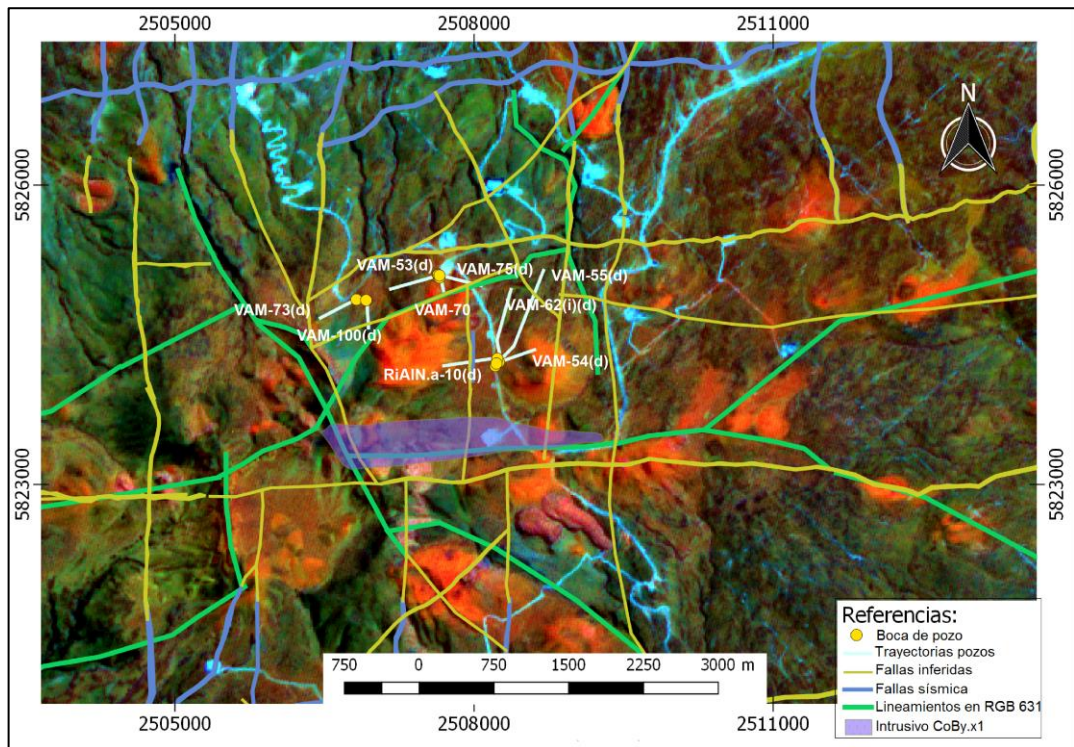 2505000 2508000 2511000
N
5826000 5826000
VAM-53(d) VAM-75(d) VAM-55(d)
VAM-73(d) VAM-70 VAM-62(i)(d)
VAM-100(d)
VAM-54(d)
RiAlN.a-10(d)
5823000 5823000
Referencias:
Boca de pozo
Trayectorias pozos
Fallas inferidas
Fallas sísmica
Lineamientos en RGB 631
Intrusivo CoBy.x1
750 0 750 1500 2250 3000 m
2505000 2508000 2511000